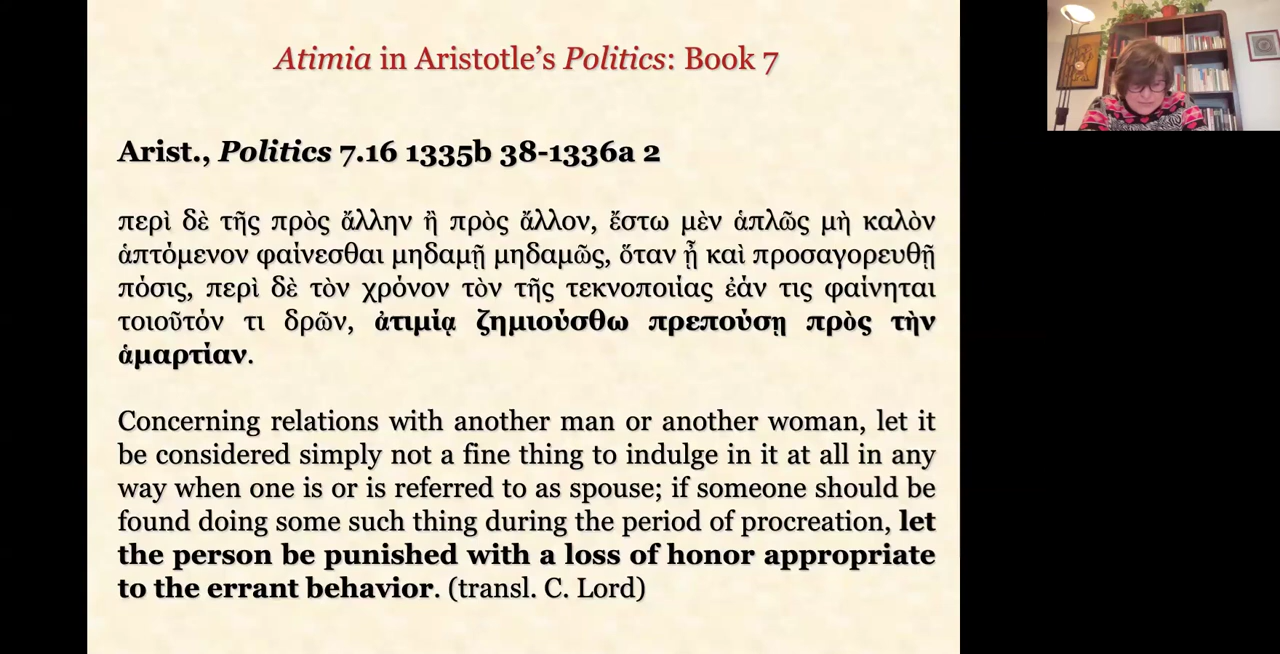 Atimia in Aristotle’s Politics: Book 7
Arist., Politics 7.16 1335b 38-1336a 2
περὶ δὲ τῆς πρὸς ἄλλην ἢ πρὸς ἄλλον, ἔστω μὲν ἁπλῶς μὴ καλὸν
ἁπτόμενον φαίνεσθαι μηδαμῇ μηδαμῶς, ὅταν ᾖ καὶ προσαγορευθῇ
πόσις, περὶ δὲ τὸν χρόνον τὸν τῆς τεκνοποιίας ἐάν τις φαίνηται
τοιοῦτόν τι δρῶν, ἀτιμίᾳ ζημιούσθω πρεπούσῃ πρὸς τὴν
ἁμαρτίαν.
Concerning relations with another man or another woman, let it
be considered simply not a fine thing to indulge in it at all in any
way when one is or is referred to as spouse; if someone should be
found doing some such thing during the period of procreation, let
the person be punished with a loss of honor appropriate
to the errant behavior. (transl. C. Lord)